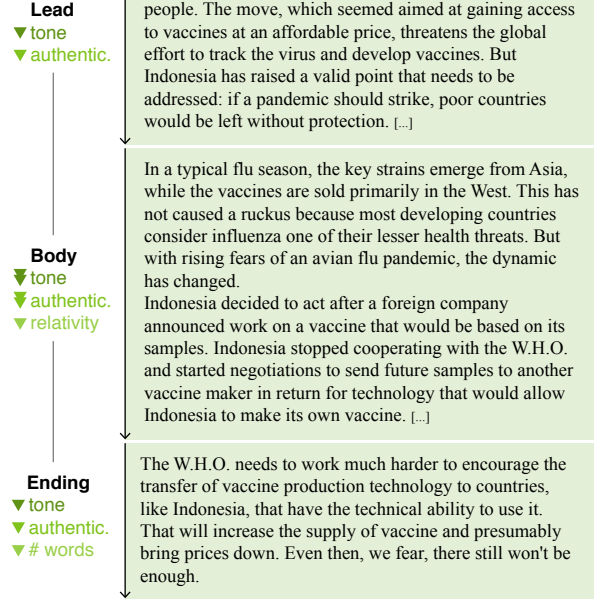 Lead
▼ tone
▼ authentic.
people. The move, which seemed aimed at gaining access
to vaccines at an affordable price, threatens the global
effort to track the virus and develop vaccines. But
Indonesia has raised a valid point that needs to be
addressed: if a pandemic should strike, poor countries
would be left without protection. [...]
Body
tone
authentic.
▼ relativity
In a typical flu season, the key strains emerge from Asia,
while the vaccines are sold primarily in the West. This has
not caused a ruckus because most developing countries
consider influenza one of their lesser health threats. But
with rising fears of an avian flu pandemic, the dynamic
has changed.
Indonesia decided to act after a foreign company
announced work on a vaccine that would be based on its
samples. Indonesia stopped cooperating with the W.H.O.
and started negotiations to send future samples to another
vaccine maker in return for technology that would allow
Indonesia to make its own vaccine. [...]
Ending
▼ tone
▼ authentic.
▼ # words
The W.H.O. needs to work much harder to encourage the
transfer of vaccine production technology to countries,
like Indonesia, that have the technical ability to use it.
That will increase the supply of vaccine and presumably
bring prices down. Even then, we fear, there still won't be
enough.